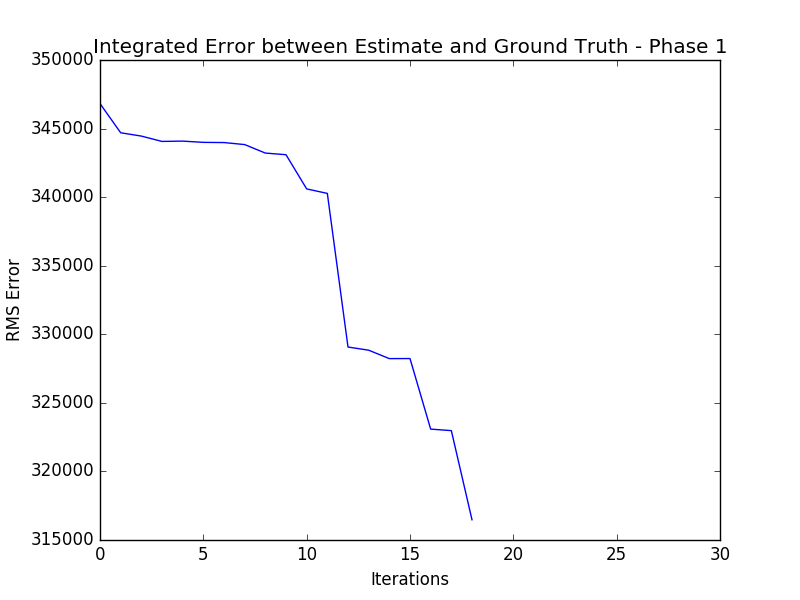 Integrated Error between Estimate and Ground Truth - Phase 1
350000
345000
340000
335000
330000
325000
320000
315000
RMS Error
0 5 10 15 20 25 30
Iterations